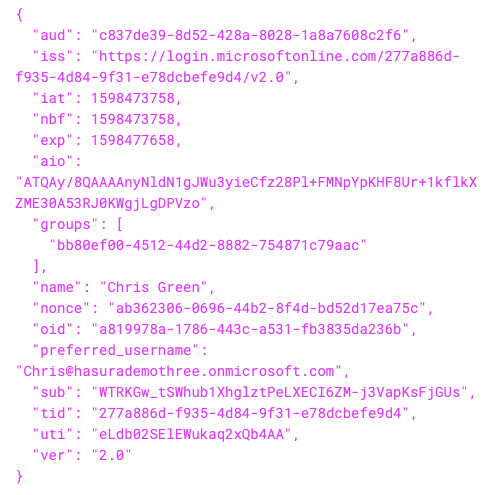 {
"aud": "c837de39-8d52-428a-8028-1a8a7608c2f6",
"iss": "https://login.microsoftonline.com/277a886d-
f935-4d84-9f31-e78dcbefe9d4/v2.0",
"iat": 1598473758,
"nbf": 1598473758,
"exp": 1598477658,
"aio":
"ATQAy/8QAAAAnyNldN1gJWu3yieCfz28Pl+FMNpYpKHF8Ur+1kflkX
ZME30A53RJ0KWgjLgDPVzo",
"groups": [
"bb80ef00-4512-44d2-8882-754871c79aac"
],
"name": "Chris Green",
"nonce": "ab362306-0696-44b2-8f4d-bd52d17ea75c",
"oid": "a819978a-1786-443c-a531-fb3835da236b",
"preferred_username":
"Chris@hasurademothree.onmicrosoft.com",
"sub": "WTRKGw_tSWhub1XhglztPeLXECI6ZM-j3VapKsFjGUs",
"tid": "277a886d-f935-4d84-9f31-e78dcbefe9d4",
"uti": "eLdb02SElEWukaq2xQb4AA",
"ver": "2.0"
}